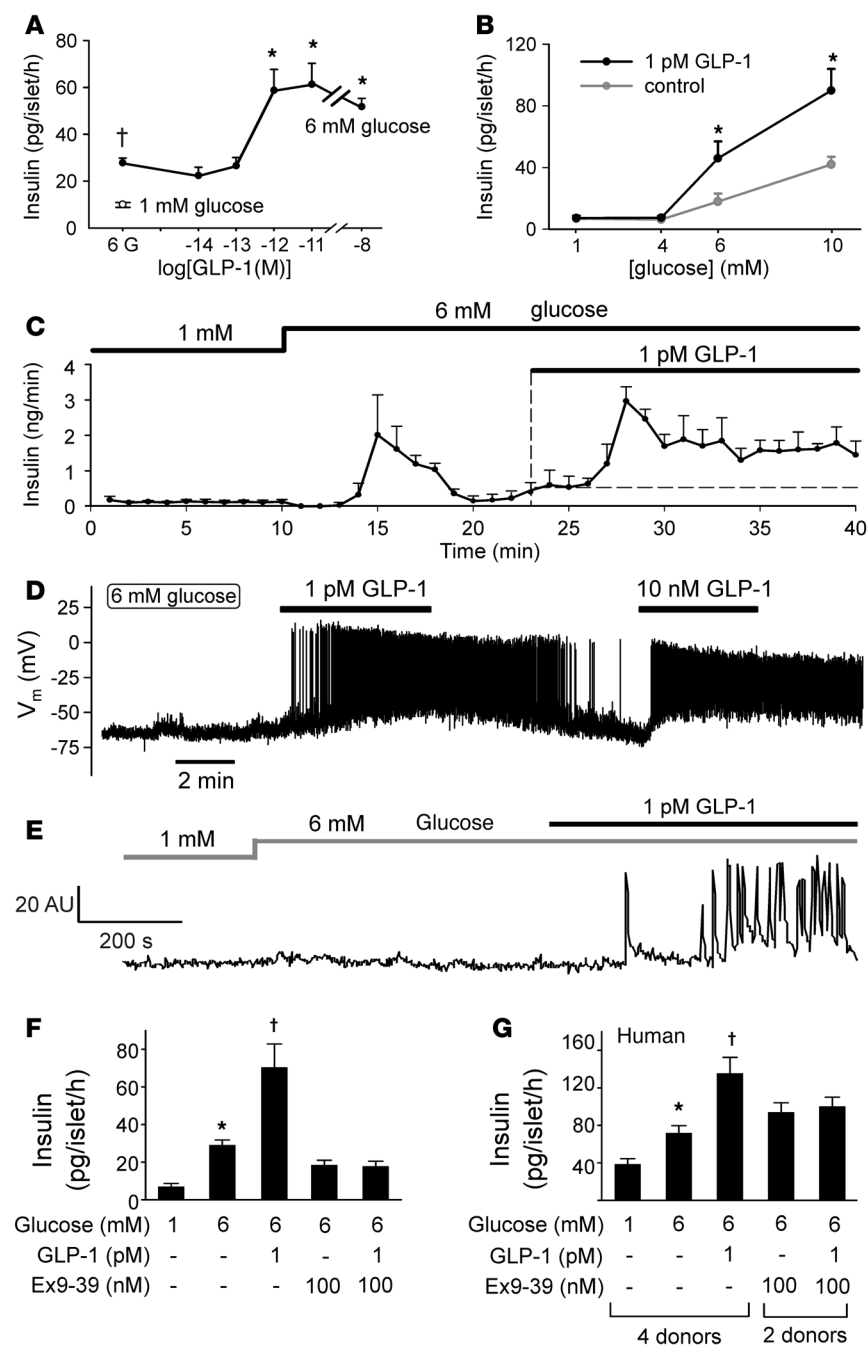 A
Insulin (pg/islet/h)
80
60
40
20
0
†
*
*
*
6 mM glucose
1 mM glucose
6 G
-14
-13
-12
-11
-8
log[GLP-1(M)]
B
Insulin (pg/islet/h)
120
80
40
0
1 pM GLP-1
control
*
*
1
4
6
10
[glucose] (mM)
C
1 mM
6 mM glucose
1 pM GLP-1
Insulin (ng/min)
4
3
2
1
0
0
5
10
15
20
25
30
35
40
Time (min)
D
6 mM glucose
1 pM GLP-1
10 nM GLP-1
Vm (mV)
25
0
-25
-50
-75
2 min
E
1 mM
6 mM Glucose
1 pM GLP-1
20 AU
200 s
F
Insulin
(pg/islet/h)
80
60
40
20
0
*
†
Glucose (mM) 1 6 6 6 6
GLP-1 (pM) - - 1 - 1
Ex9-39 (nM) - - - 100 100
G
Human
Insulin
(pg/islet/h)
160
120
80
40
*
†
Glucose (mM) 1 6 6 6 6
GLP-1 (pM) - - 1 - 1
Ex9-39 (nM) - - - 100 100
4 donors
2 donors